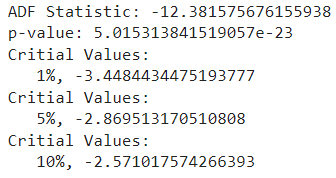 ADF Statistic: -12.381575676155938
p-value: 5.015313841519057e-23
Critial Values:
1%, -3.4484434475193777
Critial Values:
5%, -2.869513170510808
Critial Values:
10%, -2.571017574266393